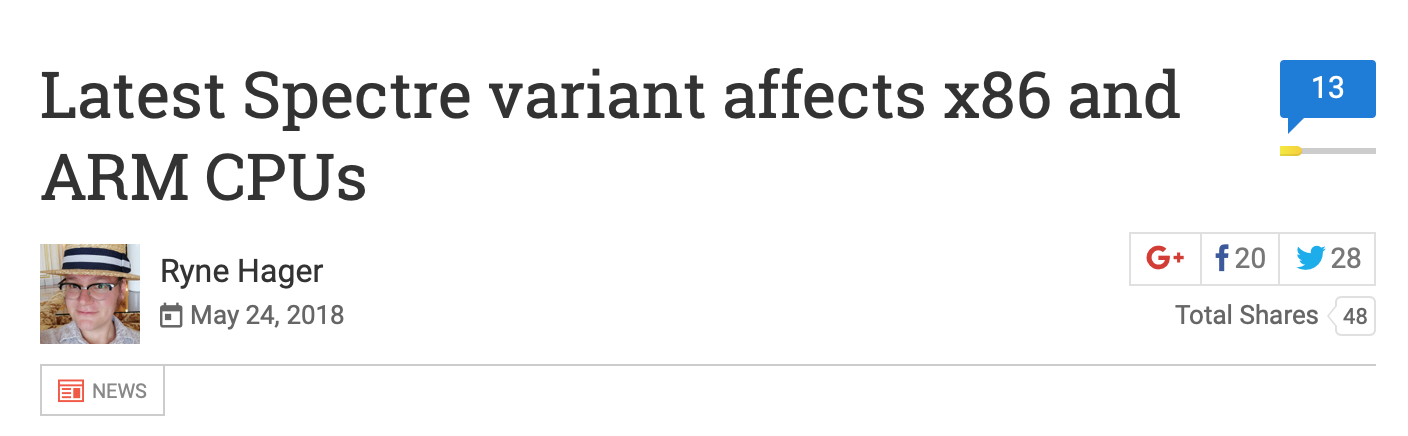 Latest Spectre variant affects x86 and
ARM CPUs
13
Ryne Hager
May 24, 2018
G+ f 20 28
Total Shares 48
NEWS